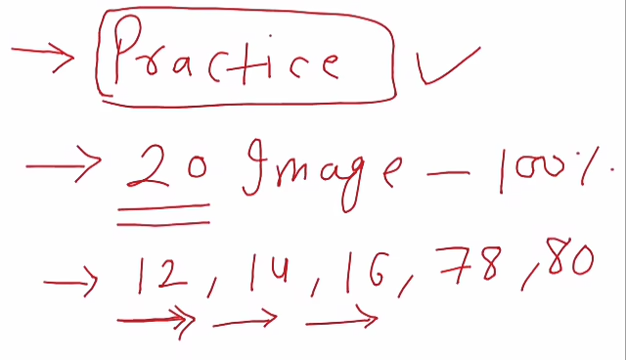 → Practice ✓
→ 20 Image - 100%.
→ 12, 14, 16, 78, 80